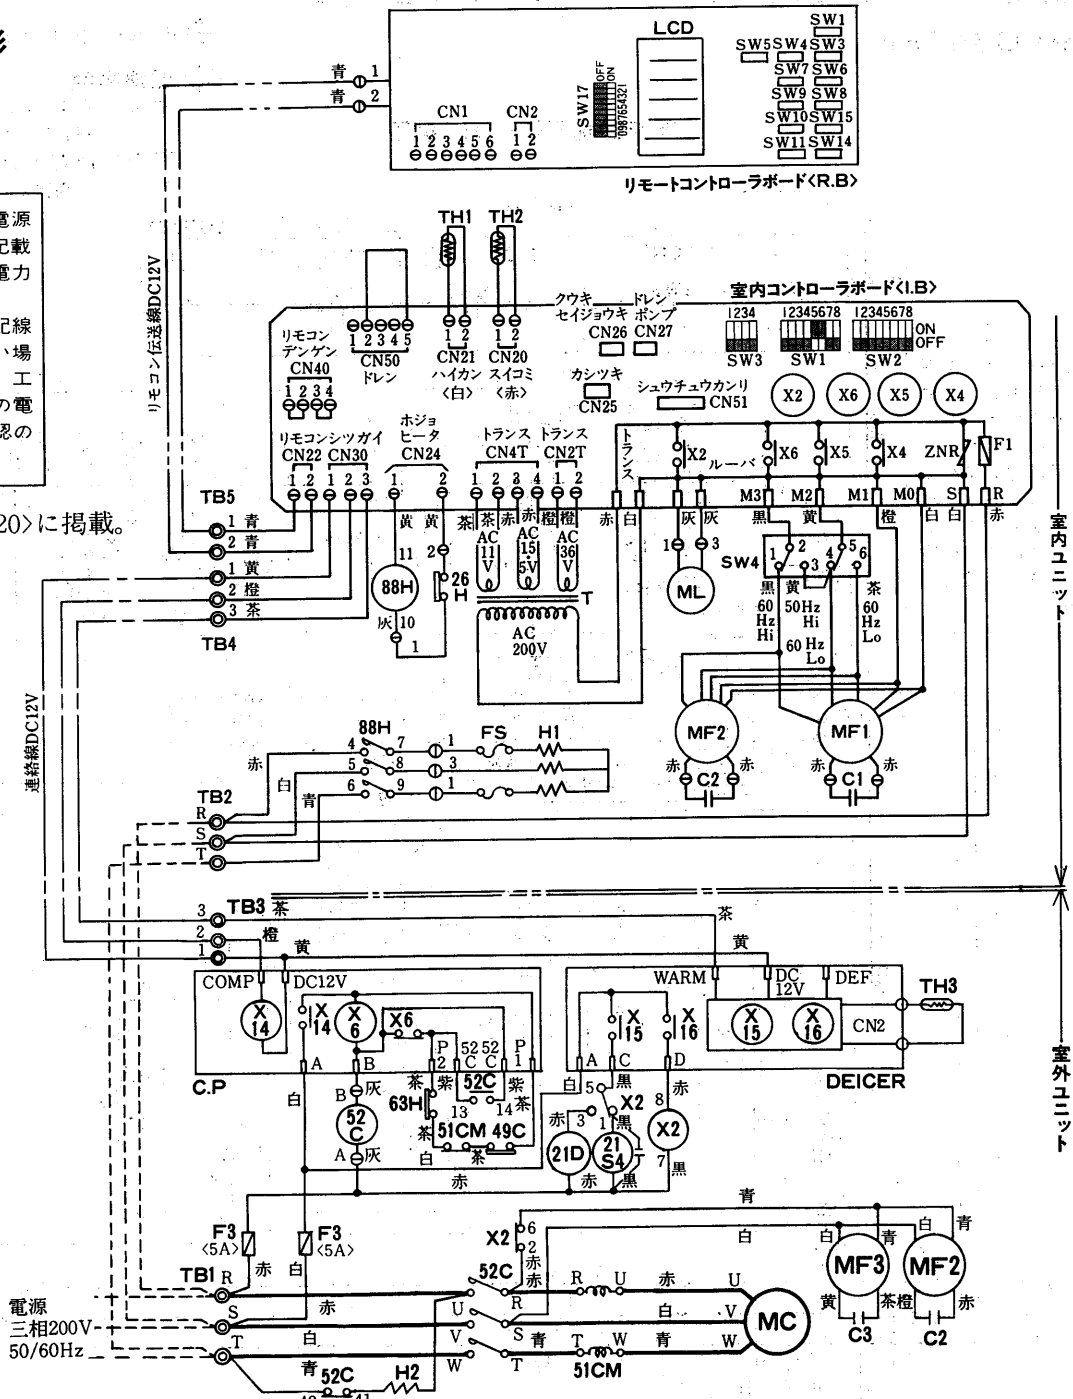 形
LCD
SW1
SW5 SW4 SW3
SW7 SW6
SW9 SW8
SW10 SW15
SW11 SW14
SW17
OFF
ON
0987654321
青 1
青 2
CN1 CN2
1 2 3 4 5 6 1 2
リモートコントローラボード〈R.B〉
電源
記載
電力
配線
い場
工
の電
認の
20〉に掲載。
リモコン伝送線DC12V
TH1 TH2
室内コントローラボード〈I.B〉
クウキ
セイジョウキ
CN26
ドレン
ポンプ
CN27
1234
SW3
12345678
SW1
12345678
SW2
ON
OFF
リモコン
デンゲン
CN40
1 2 3 4
1 2 3 4 5
CN50
ドレン
1 2
CN21
ハイカン
〈白〉
1 2
CN20
スイコミ
〈赤〉
カシツキ
CN25
シュウチュウカンリ
CN51
X2 X6 X5 X4
リモコン
CN22
1 2
シツガイ
CN30
1 2 3
ホジョ
ヒータ
CN24
1 2
トランス
CN4T
1 2 3 4
トランス
CN2T
1 2
トランス
X2
ルーバ
X6
X5
X4
ZNR
F1
M3 M2 M1 M0 S R
黄 黄 茶 茶 赤 赤 橙 橙 赤 白 灰 灰 黒 黄 橙 白 白 赤
TB5
1 青
2 青
1 黄
2 橙
3 茶
TB4
11
88H
灰 10
1
2
26
H
AC
11
V
AC
15
.5V
AC
36
V
T
AC
200V
1 3
ML
SW4
1 2 3 4 5 6
黒
60
Hz
Hi
黄
50Hz
60 Hz
Lo
茶
60
Hz
Lo
MF2
MF1
赤 赤 赤 赤
C2 C1
室内ユニット
連絡線DC12V
88H
FS H1
4 7 1
5 8 3
6 9 1
赤
白
青
TB2
R
S
T
TB3
3 茶
2 橙
1 黄
茶
黄
COMP
DC12V
X
14
X
14
X
6
X6
A B
P
2
52
C
52
C
P
1
C.P
茶 紫 紫 茶
52C
13 14
63H
51CM 49C
茶
白 茶
B 灰
52
C
A 灰
白
赤
WARM
DC
12V
DEF
X
15
X
16
X
15
X
16
CN2
TH3
A C D
DEICER
白 黒 赤
5
X2
3 1
赤
黒
21D
21
S4
赤
黒
8
X2
7 黒
室外ユニット
F3
〈5A〉
F3
〈5A〉
赤
白
青
白
X2
6
2
赤
赤
TB1
R
S
T
電源
三相200V
50/60Hz
赤
白
青
52C
U
V
W
R
S
T
R U
赤
U
白
V
青 T W 青
W
51CM
MC
白 青 白 青
MF3 MF2
黄 茶 橙 赤
C3 C2
52C H2